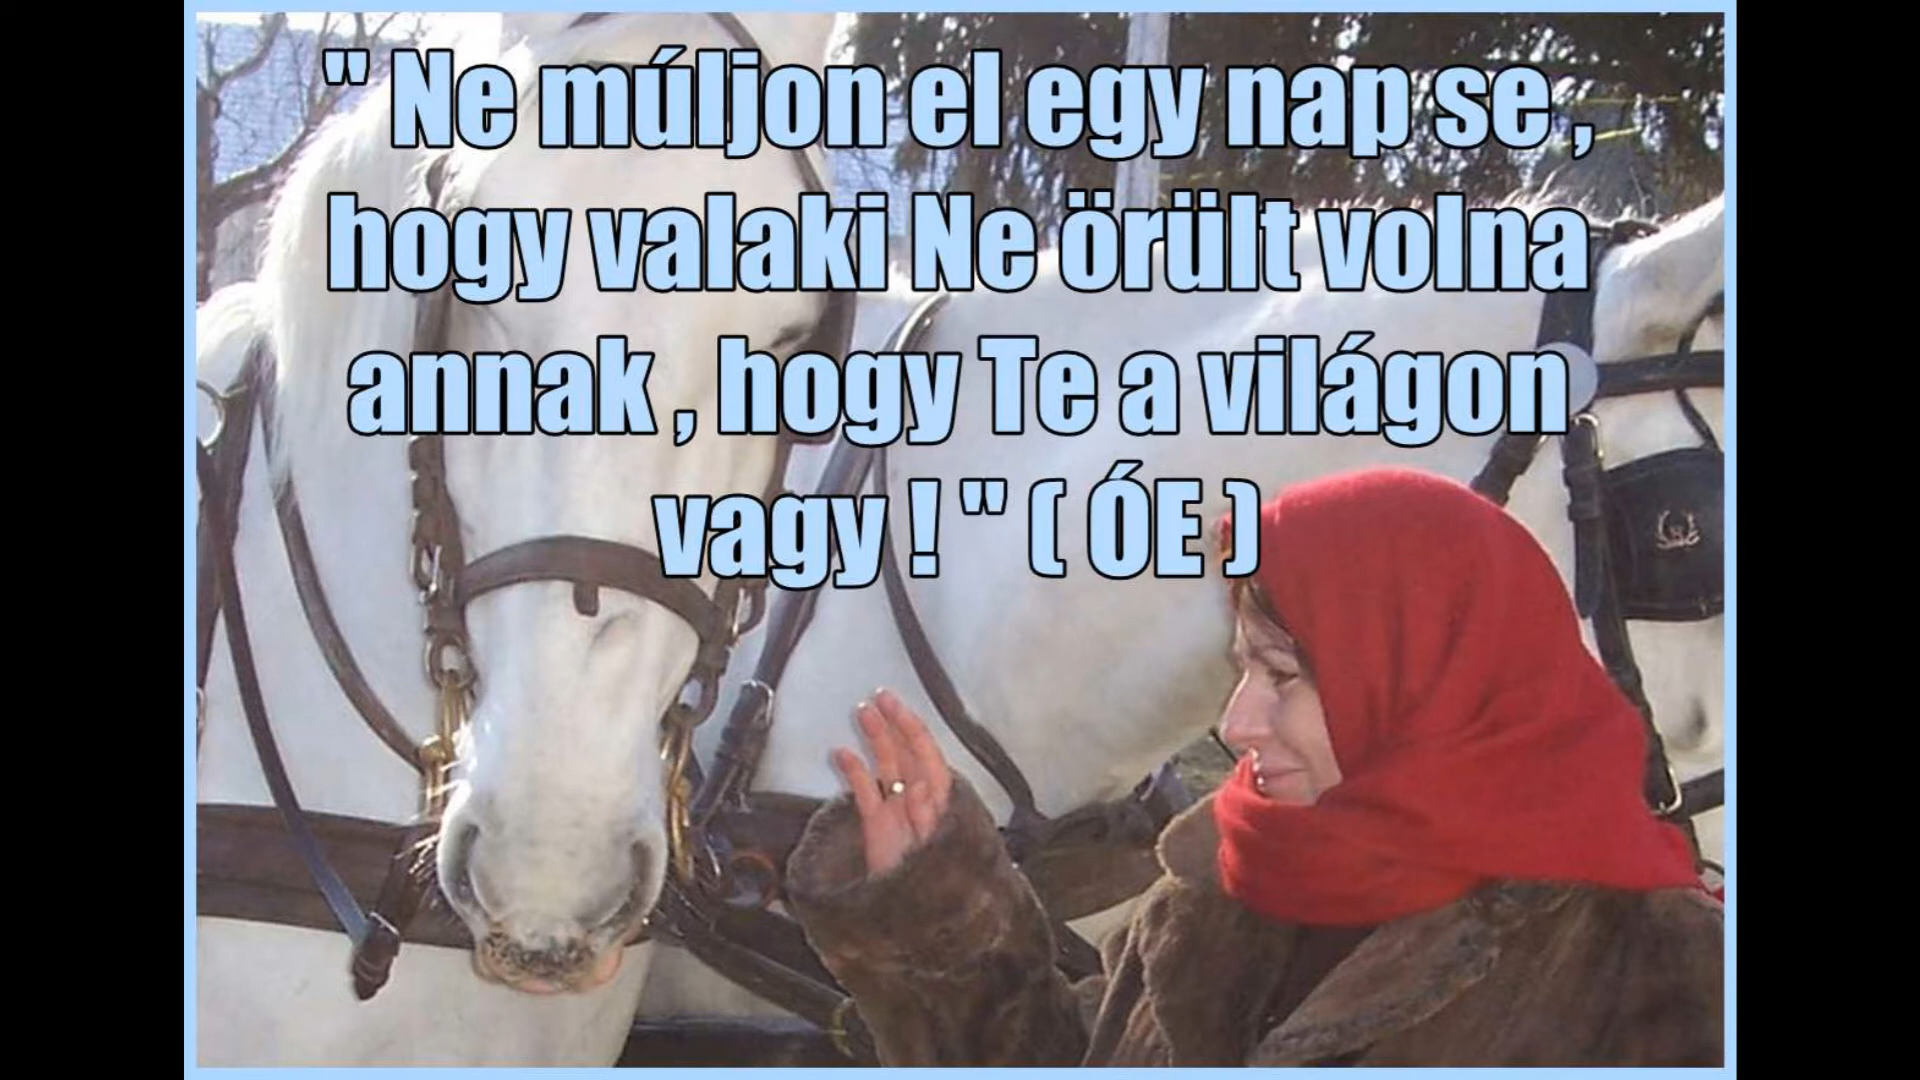 " Ne múljon el egy nap se ,
hogy valaki Ne örült volna
annak , hogy Te a világon
vagy ! " ( ÓE )